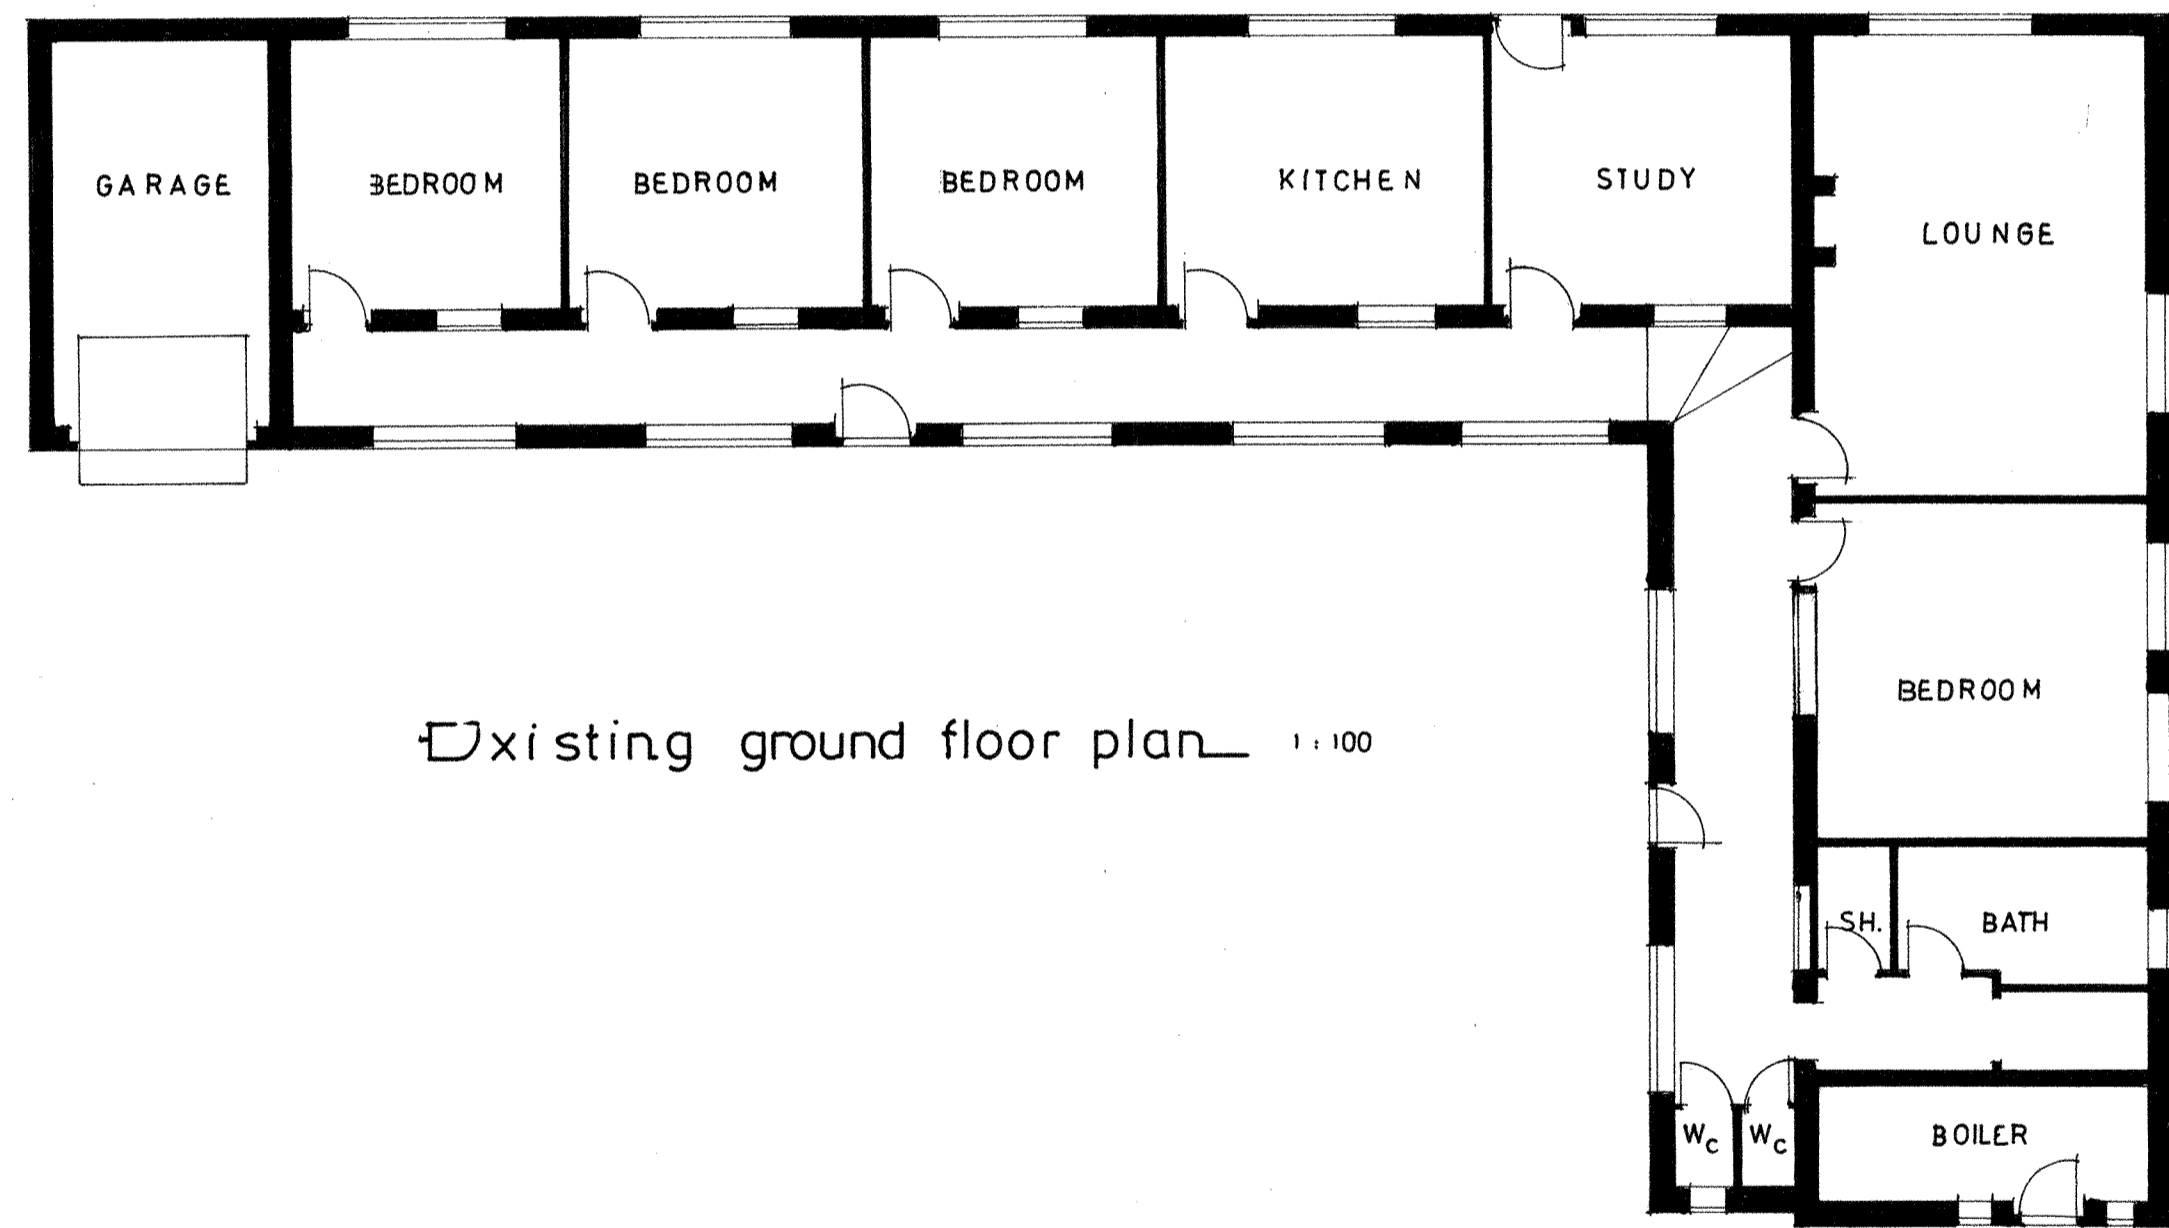 GARAGE
BEDROOM
BEDROOM
BEDROOM
KITCHEN
STUDY
LOUNGE
BEDROOM
Existing ground floor plan 1:100
SH.
BATH
WC
WC
BOILER